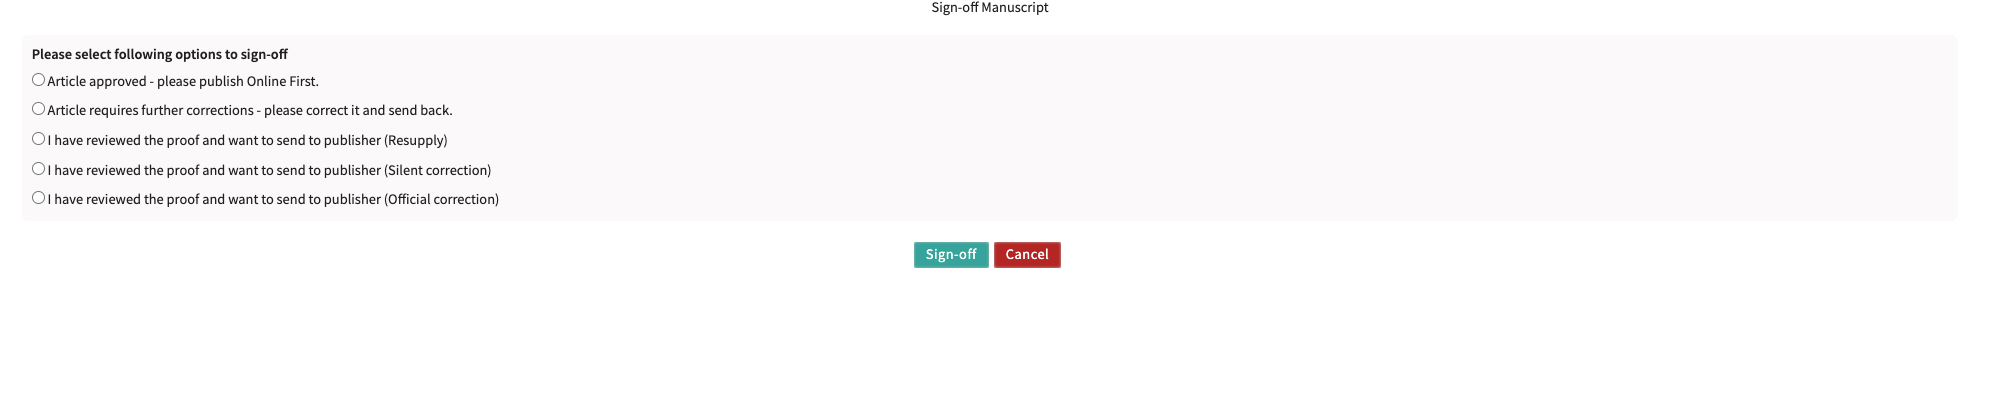 Sign-off Manuscript
Please select following options to sign-off
Article approved - please publish Online First.
Article requires further corrections - please correct it and send back.
I have reviewed the proof and want to send to publisher (Resupply)
I have reviewed the proof and want to send to publisher (Silent correction)
I have reviewed the proof and want to send to publisher (Official correction)
Sign-off Cancel